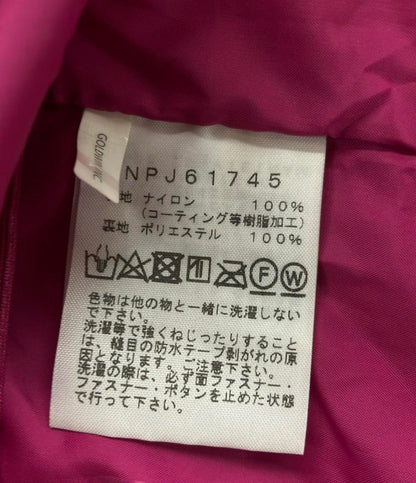 GOLDWIN INC
NPJ61745
地 ナイロン 100%
(コーティング等樹脂加工)
裏地 ポリエステル 100%
F W
色物は他の物と一緒に洗濯しない
で下さい。
洗濯等で強くねじったりすること
は、縫目の防水テープ剥がれの原
因となります。ご注意下さい。
洗濯の際は、必ず面ファスナー・
ファスナー・ボタンを止めた状態
で行って下さい。